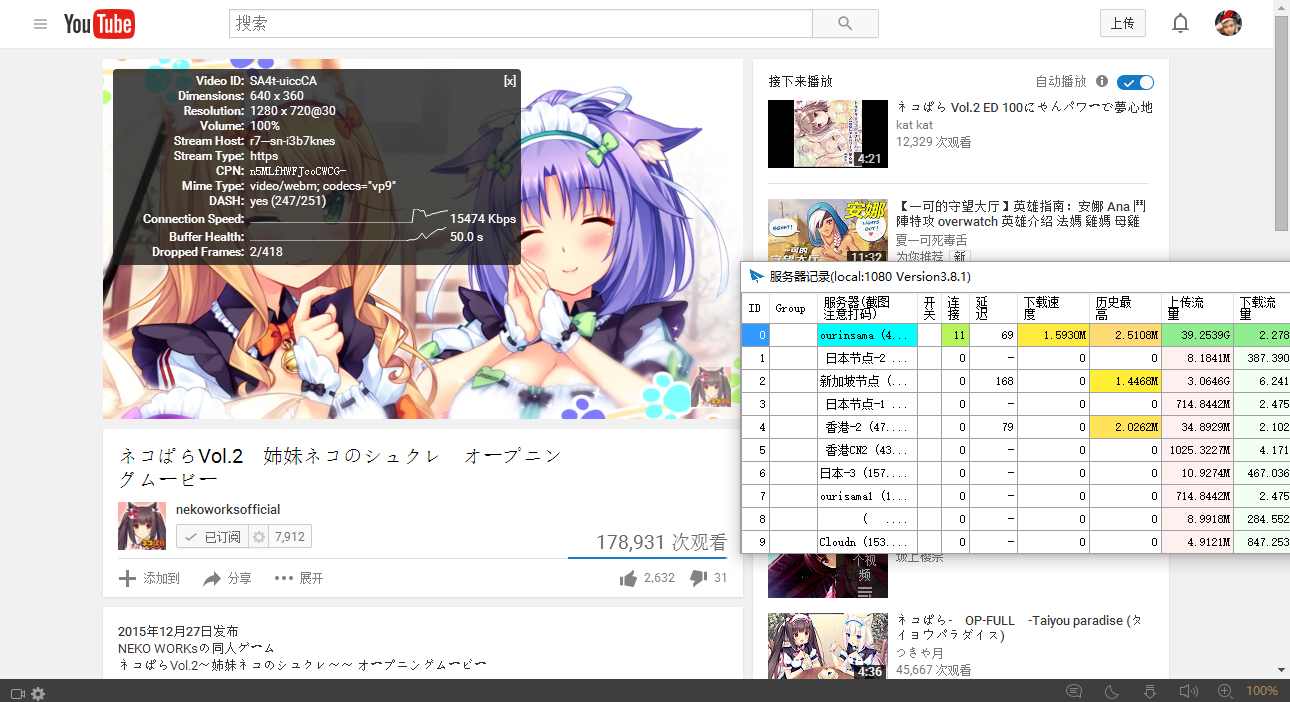 YouTube
搜索
上传
Video ID: SA4t-uiccCA
[x]
Dimensions: 640 x 360
Resolution: 1280 x 720@30
Volume: 100%
Stream Host: r7---sn-i3b7knes
Stream Type: https
CPN: n5MLfHWFJcoCWCG-
Mime Type: video/webm; codecs="vp9"
DASH: yes (247/251)
Connection Speed: 15474 Kbps
Buffer Health: 50.0 s
Dropped Frames: 2/418
ネコぱらVol.2　姉妹ネコのシュクレ　オープニン
グムービー
nekoworksofficial
已订阅 7,912
178,931 次观看
添加到 分享 展开
2,632 31
2015年12月27日发布
NEKO WORKsの同人ゲーム
ネコぱらVol.2～姉妹ネコのシュクレ～～ オープニングムービー
接下来播放
自动播放
4:21
ネコぱら Vol.2 ED 100にゃんパワーで夢心地
kat kat
12,329 次观看
安娜
LIGHTS OUT!
一可的
守望大厅
11:32
【一可的守望大厅】英雄指南：安娜 Ana 鬥
陣特攻 overwatch 英雄介绍 法媽 雞媽 母雞
夏一可死毒舌
为您推荐 新
服务器记录(local:1080 Version3.8.1)
ID Group 服务器(截图注意打码) 开关 连接 延迟 下载速度 历史最高 上传流量 下载流量
0 ourinsama (4... 11 69 1.5930M 2.5108M 39.2539G 2.278
1 日本节点-2 ... 0 - 0 0 8.1841M 387.390
2 新加坡节点 (... 0 168 0 1.4468M 3.0646G 6.241
3 日本节点-1 ... 0 - 0 0 714.8442M 2.475
4 香港-2 (47.... 0 79 0 2.0262M 34.8929M 2.102
5 香港CN2 (43... 0 - 0 0 1025.3227M 4.171
6 日本-3 (157.... 0 - 0 0 10.9274M 467.036
7 ourisama1 (1... 0 - 0 0 714.8442M 2.475
8 ( .... 0 - 0 0 8.9918M 284.552
9 Cloudn (153.... 0 - 0 0 4.9121M 847.253
个视
频
4:36
ネコぱら-　OP-FULL　-Taiyou paradise (タ
イヨウパラダイス)
つきや月
45,667 次观看
100%